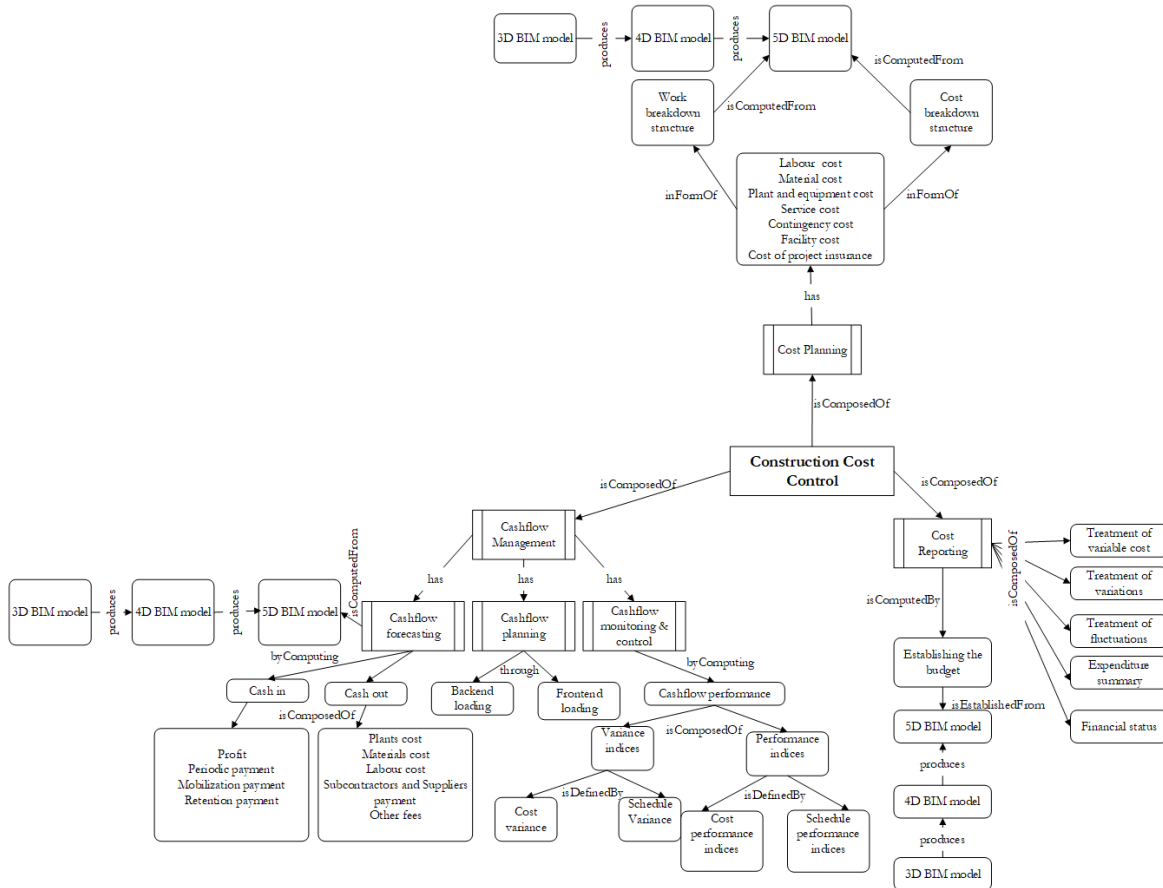 3D BIM model
produces
4D BIM model
produces
5D BIM model
isComputedFrom
Work
breakdown
structure
isComputedFrom
Cost
breakdown
structure
Labour cost
Material cost
Plant and equipment cost
Service cost
Contingency cost
Facility cost
Cost of project insurance
inFormOf
inFormOf
has
Cost Planning
isComposedOf
Construction Cost
Control
isComposedOf
isComposedOf
Cashflow
Management
Cost
Reporting
isComposedOf
Treatment of
variable cost
Treatment of
variations
Treatment of
fluctuations
Expenditure
summary
Financial status
has
has
has
isComputedFrom
3D BIM model
produces
4D BIM model
produces
5D BIM model
Cashflow
forecasting
Cashflow
planning
Cashflow
monitoring &
control
isComputedBy
byComputing
through
byComputing
Establishing the
budget
Cash in
Cash out
Backend
loading
Frontend
loading
Cashflow performance
isEstablishedFrom
isComposedOf
Profit
Periodic payment
Mobilization payment
Retention payment
Plants cost
Materials cost
Labour cost
Subcontractors and Suppliers
payment
Other fees
Variance
indices
isComposedOf
Performance
indices
5D BIM model
produces
isDefinedBy
isDefinedBy
Cost
variance
Schedule
Variance
Cost
performance
indices
Schedule
performance
indices
4D BIM model
produces
3D BIM model